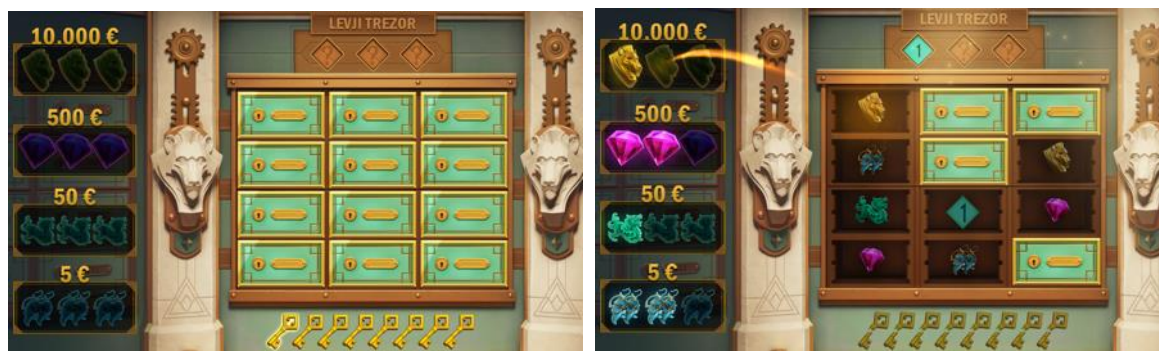 LEVJI TREZOR
10.000 €
? ? ?
500 €
50 €
5 €
LEVJI TREZOR
10.000 €
1 ? ?
500 €
50 €
1
5 €